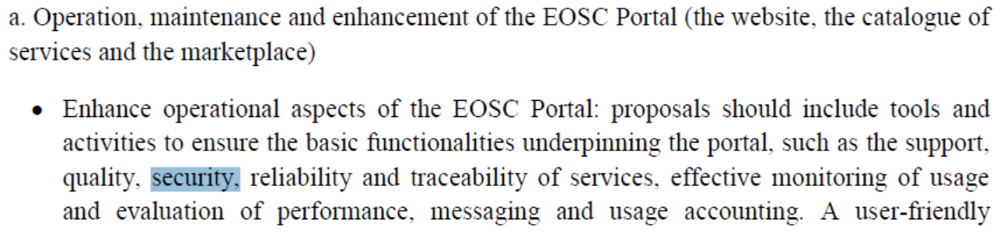 a. Operation, maintenance and enhancement of the EOSC Portal (the website, the catalogue of
services and the marketplace)
• Enhance operational aspects of the EOSC Portal: proposals should include tools and
activities to ensure the basic functionalities underpinning the portal, such as the support,
quality, security, reliability and traceability of services, effective monitoring of usage
and evaluation of performance, messaging and usage accounting. A user-friendly